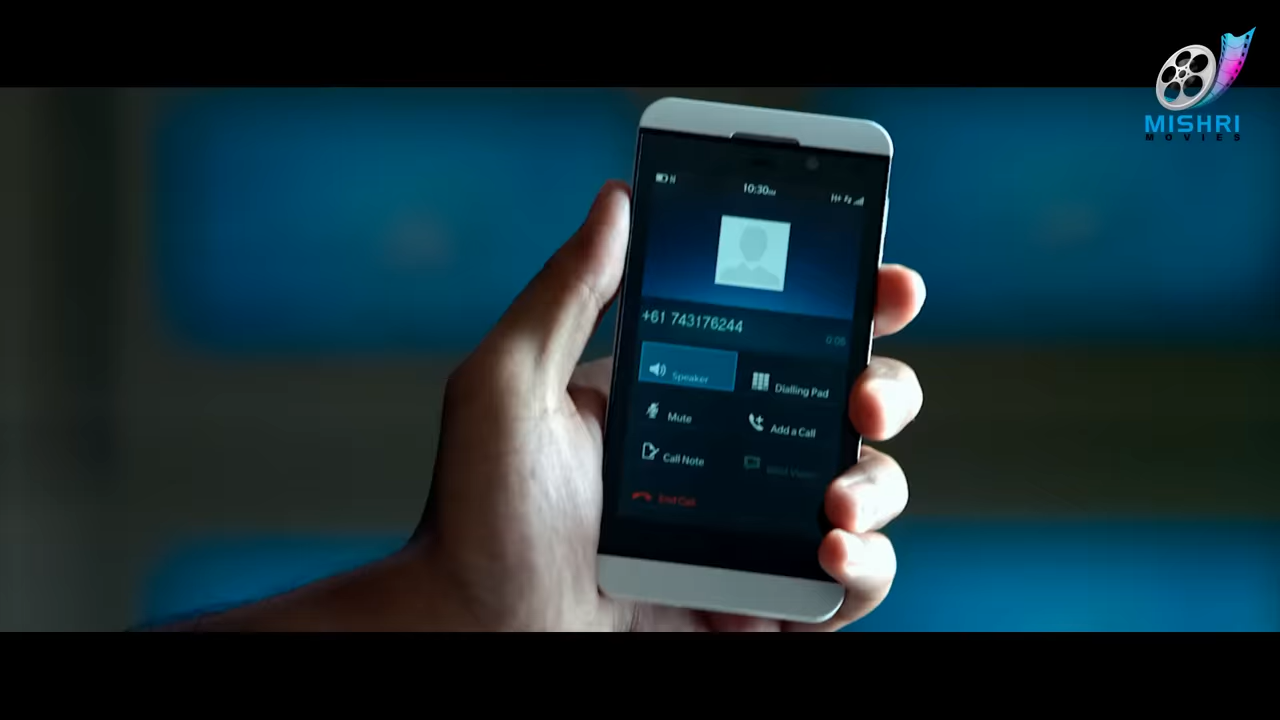 MISHRI
MOVIES
10:30
H+
+61 743176244
0:05
Speaker
Dialling Pad
Mute
Add a Call
Call Note
End Call